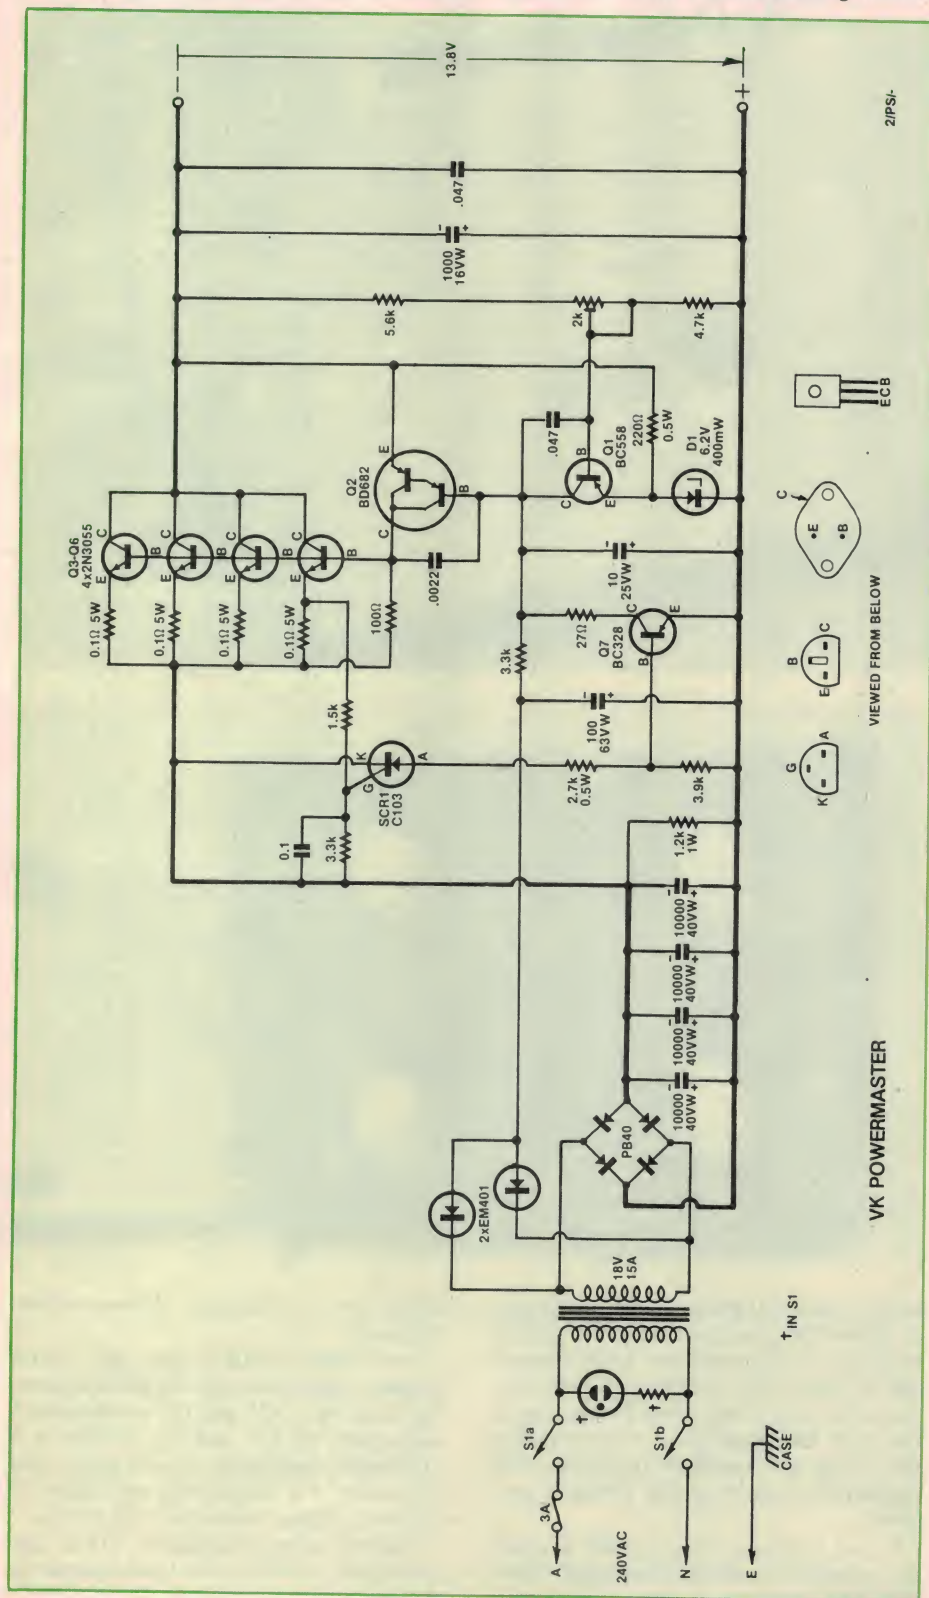 240VAC
A
N
E
3A
S1a
S1b
CASE
†
†
†IN S1
18V
15A
2xEM401
PB40
10000
40VW
- +
10000
40VW
- +
10000
40VW
- +
10000
40VW
- +
1.2k
1W
0.1
3.3k
SCR1
C103
G
K
A
1.5k
2.7k
0.5W
3.9k
100
63VW
- +
3.3k
27Ω
Q7
BC328
B
C
E
10
25VW
- +
0.1Ω 5W
0.1Ω 5W
0.1Ω 5W
0.1Ω 5W
Q3-Q6
4x2N3055
E
C
B
E
C
B
E
C
B
E
C
B
100Ω
.0022
Q2
BD682
C
E
B
.047
Q1
BC558
C
B
E
220Ω
0.5W
D1
6.2V
400mW
5.6k
2k
4.7k
1000
16VW
- +
.047
13.8V
-
+
K
G
A
E
B
C
E
B
C
ECB
VIEWED FROM BELOW
VK POWERMASTER
2/PS/-